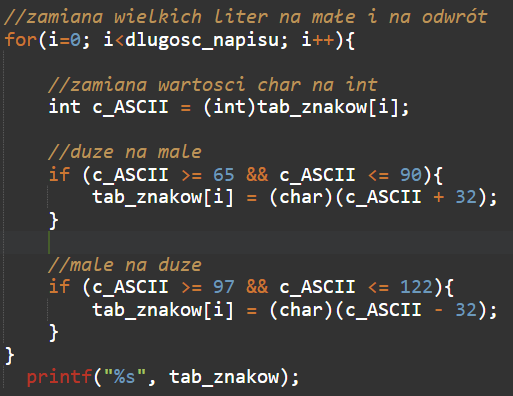 //zamiana wielkich liter na małe i na odwrót
for(i=0; i<dlugosc_napisu; i++){
//zamiana wartosci char na int
int c_ASCII = (int)tab_znakow[i];
//duze na male
if (c_ASCII >= 65 && c_ASCII <= 90){
tab_znakow[i] = (char)(c_ASCII + 32);
}
//male na duze
if (c_ASCII >= 97 && c_ASCII <= 122){
tab_znakow[i] = (char)(c_ASCII - 32);
}
}
printf("%s", tab_znakow);